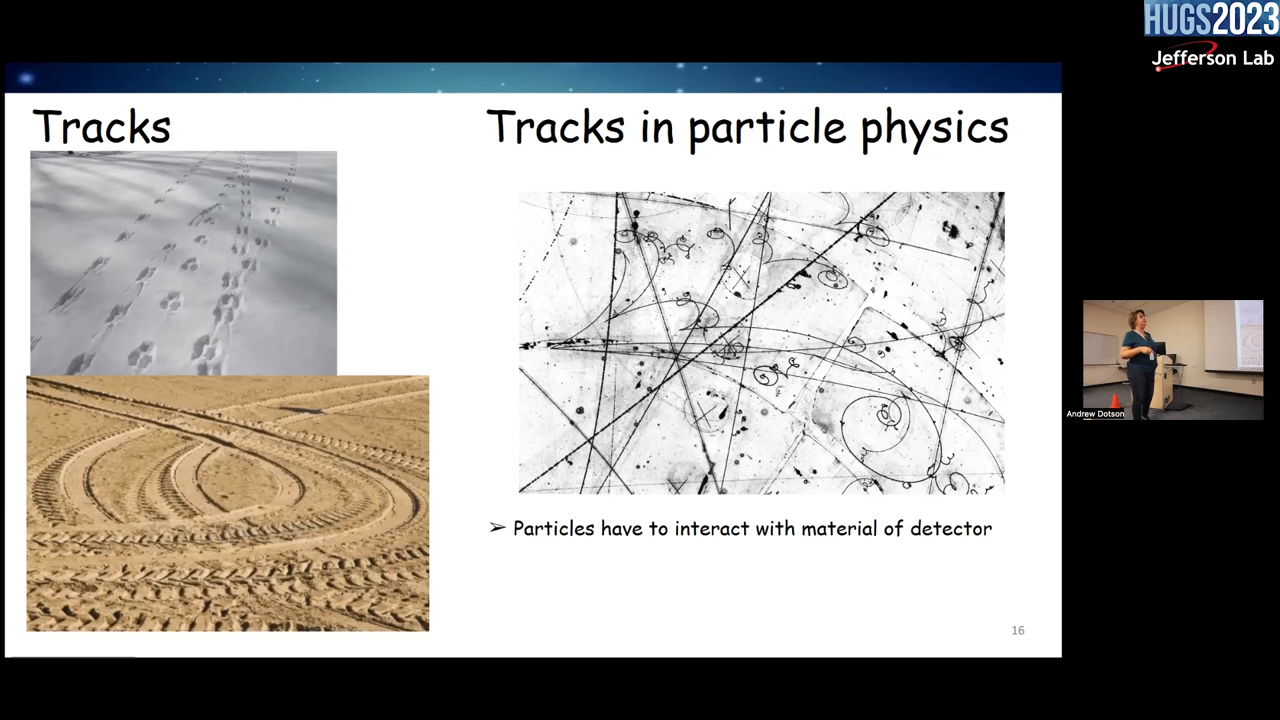 HUGS2023
Jefferson Lab
Tracks
Tracks in particle physics
➢ Particles have to interact with material of detector
16
Andrew Dotson